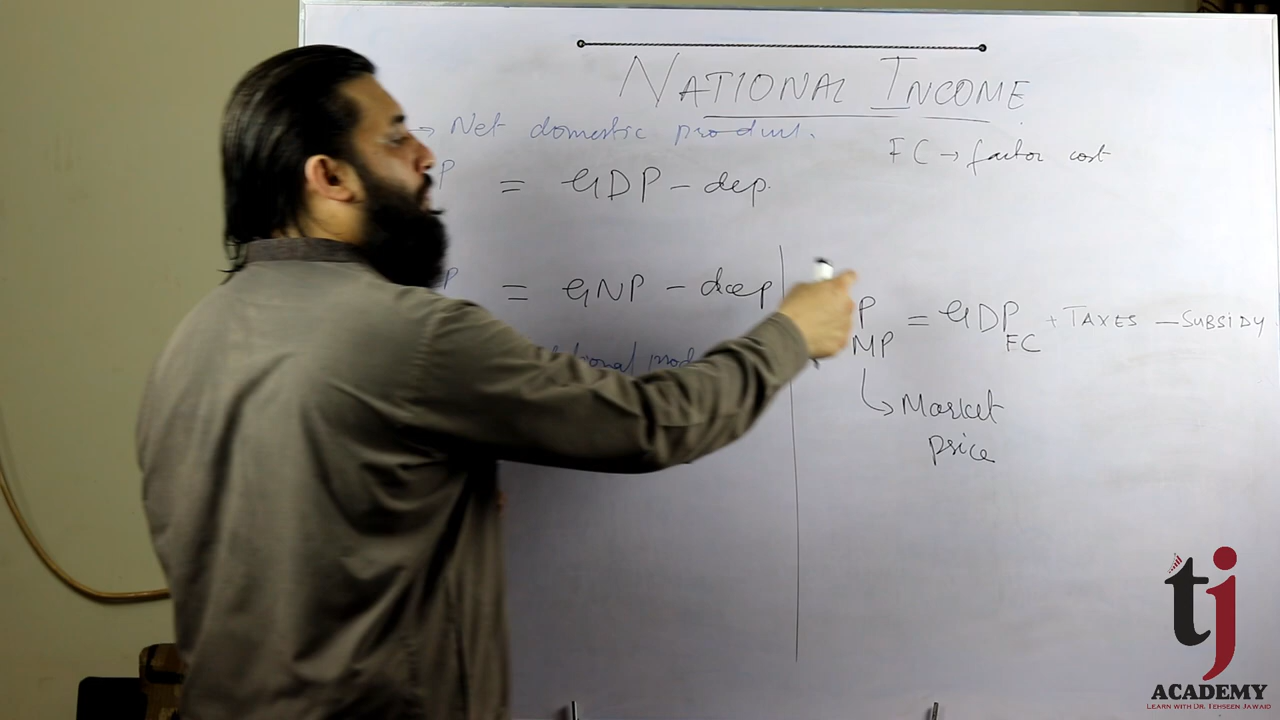 NATIONAL INCOME
→ Net domestic product.
FC → factor cost
P = GDP - dep.
P = GNP - dep
P MP = GDP FC + TAXES - SUBSIDY
Market
price
tj
ACADEMY
LEARN WITH DR. TEHSEEN JAWAID